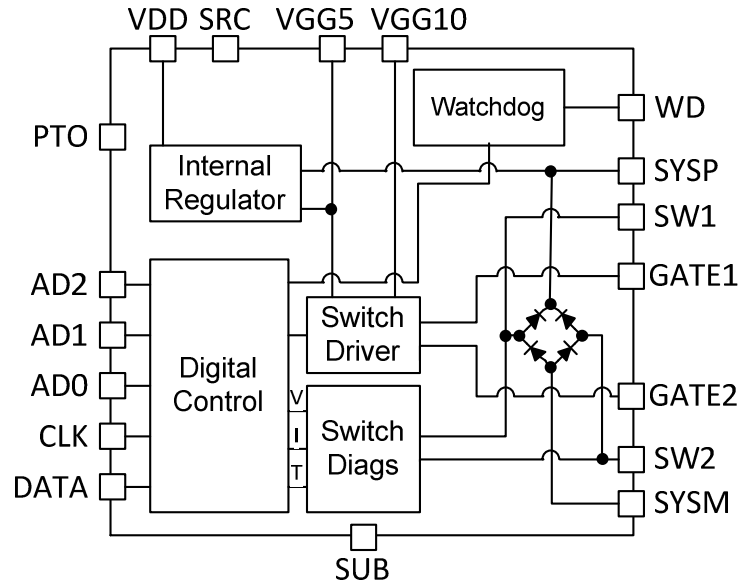 VDD SRC VGG5 VGG10
Watchdog
WD
PTO
Internal
Regulator
SYSP
SW1
AD2
GATE1
AD1
Switch
Driver
Digital
Control
AD0
V
GATE2
CLK
I
Switch
Diags
SW2
T
DATA
SYSM
SUB